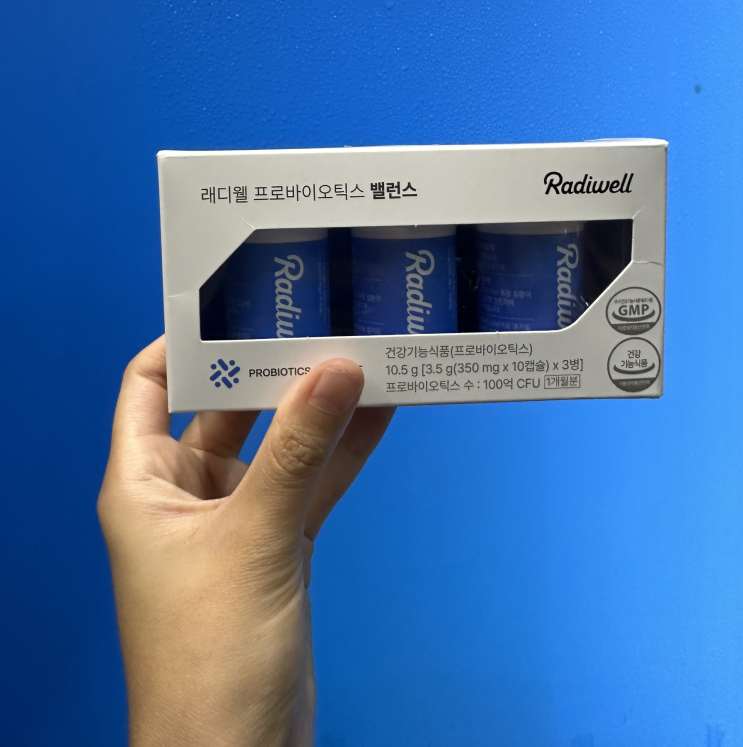 래디웰 프로바이오틱스 밸런스
Radiwell
Radiw
Radiw
Radiw
GMP
건강
기능식품
PROBIOTICS
건강기능식품(프로바이오틱스)
10.5 g [3.5 g(350 mg x 10캡슐) x 3병]
프로바이오틱스 수 : 100억 CFU 1개월분